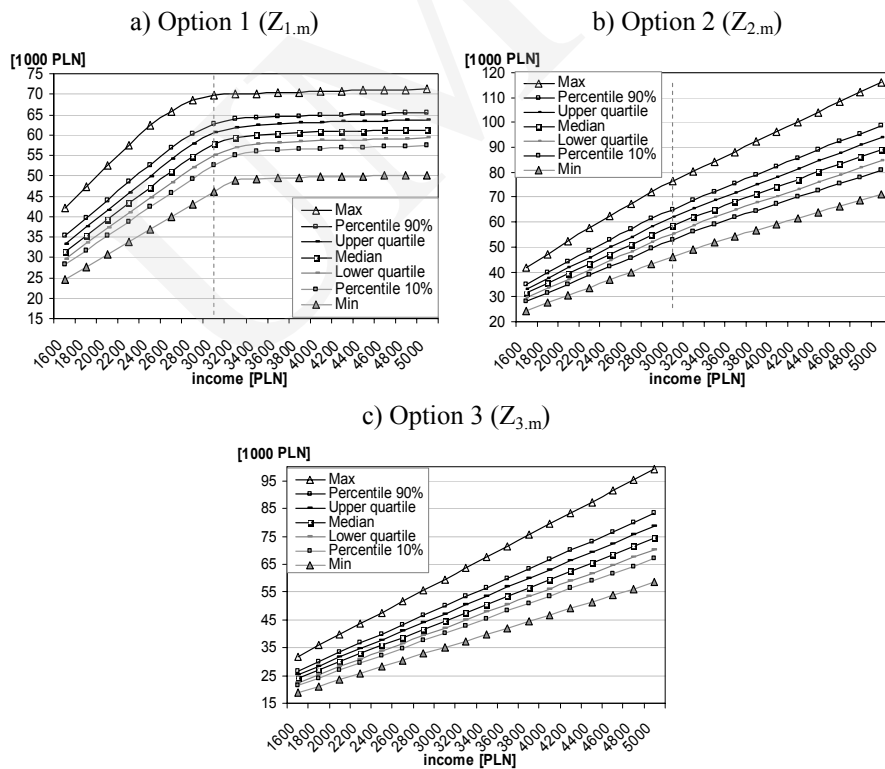 a) Option 1 (Z1.m)
[1000 PLN]
75
70
65
60
55
50
45
40
35
30
25
20
15
Max
Percentile 90%
Upper quartile
Median
Lower quartile
Percentile 10%
Min
1600
1800
2000
2200
2400
2600
2800
3000
3200
3400
3600
3800
4000
4200
4400
4600
4800
5000
income [PLN]
b) Option 2 (Z2.m)
[1000 PLN]
120
110
100
90
80
70
60
50
40
30
20
Max
Percentile 90%
Upper quartile
Median
Lower quartile
Percentile 10%
Min
1600
1800
2000
2200
2400
2600
2800
3000
3200
3400
3600
3800
4000
4200
4400
4600
4800
5000
income [PLN]
c) Option 3 (Z3.m)
[1000 PLN]
95
75
55
35
25
15
Max
Percentile 90%
Upper quartile
Median
Lower quartile
Percentile 10%
Min
1600
1800
2000
2200
2400
2600
2800
3000
3200
3400
3600
3800
4000
4200
4400
4600
4800
5000
income [PLN]